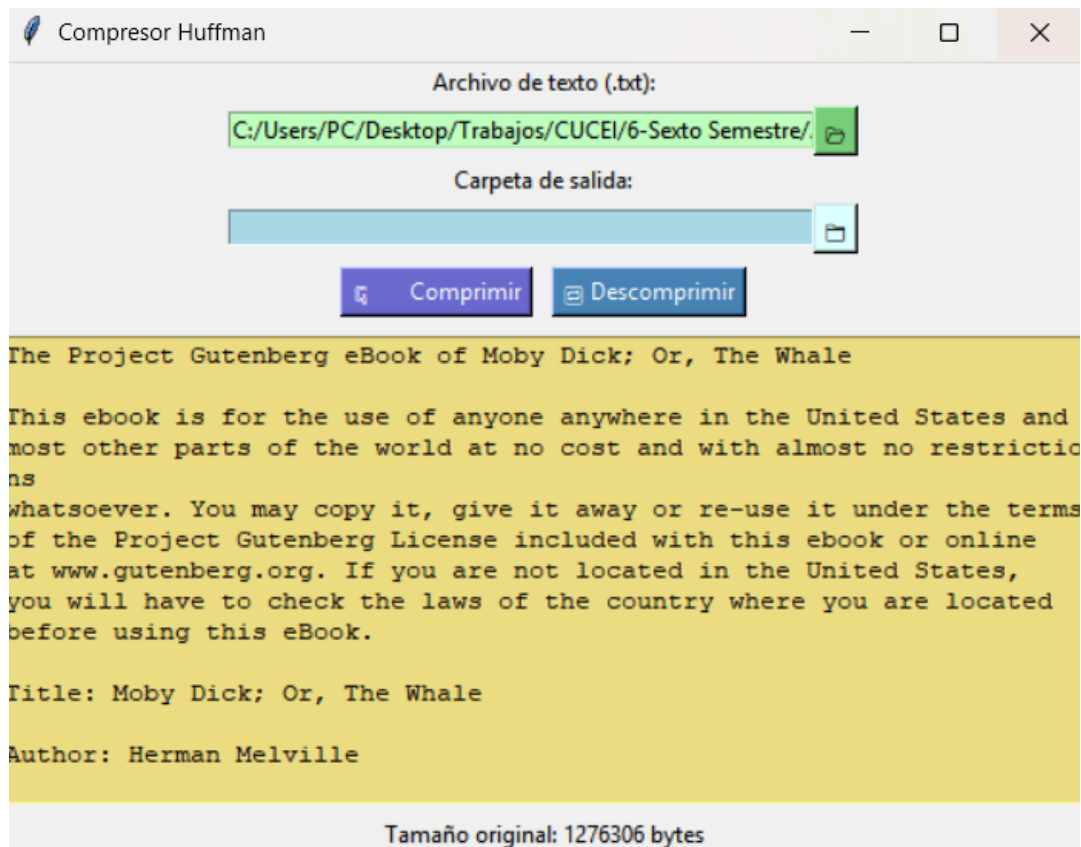 Compresor Huffman
Archivo de texto (.txt):
C:/Users/PC/Desktop/Trabajos/CUCEI/6-Sexto Semestre/.
Carpeta de salida:
Comprimir
Descomprimir
The Project Gutenberg eBook of Moby Dick; Or, The Whale
This ebook is for the use of anyone anywhere in the United States and
most other parts of the world at no cost and with almost no restrictio
ns
whatsoever. You may copy it, give it away or re-use it under the terms
of the Project Gutenberg License included with this ebook or online
at www.gutenberg.org. If you are not located in the United States,
you will have to check the laws of the country where you are located
before using this eBook.
Title: Moby Dick; Or, The Whale
Author: Herman Melville
Tamaño original: 1276306 bytes